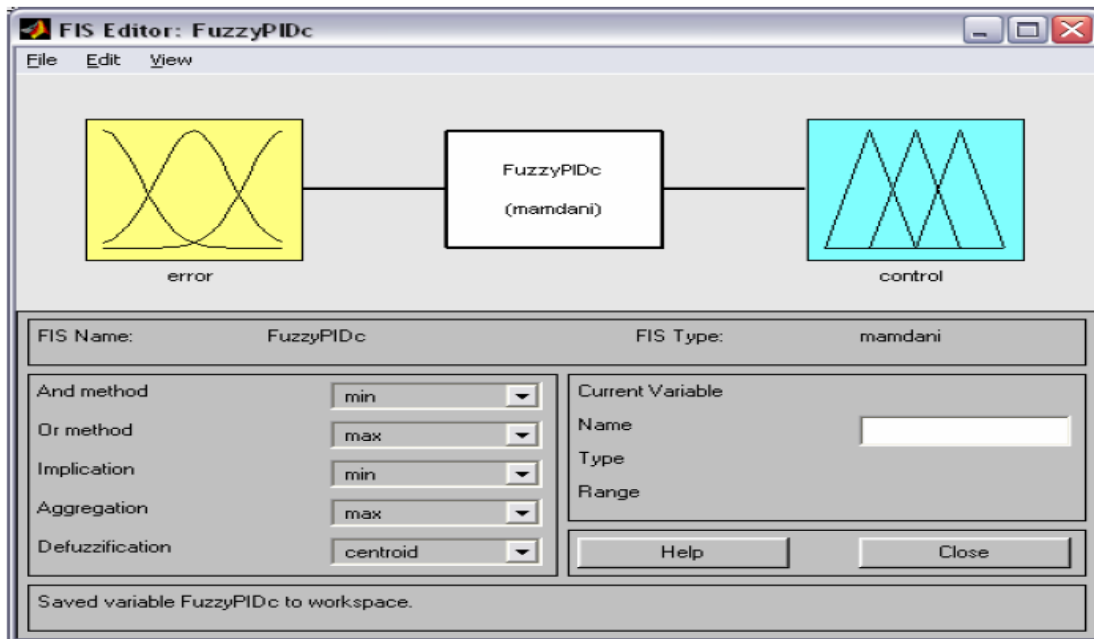 FIS Editor: FuzzyPIDc
File Edit View
FuzzyPIDc
(mamdani)
error
control
FIS Name: FuzzyPIDc FIS Type: mamdani
And method min
Or method max
Implication min
Aggregation max
Defuzzification centroid
Current Variable
Name
Type
Range
Help Close
Saved variable FuzzyPIDc to workspace.